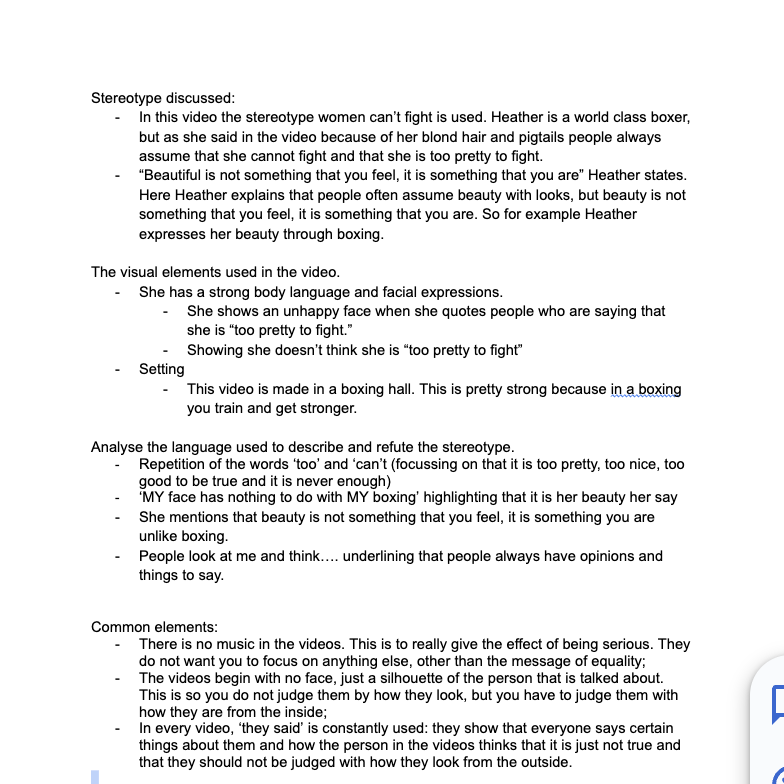 Stereotype discussed:
- In this video the stereotype women can’t fight is used. Heather is a world class boxer,
but as she said in the video because of her blond hair and pigtails people always
assume that she cannot fight and that she is too pretty to fight.
- “Beautiful is not something that you feel, it is something that you are” Heather states.
Here Heather explains that people often assume beauty with looks, but beauty is not
something that you feel, it is something that you are. So for example Heather
expresses her beauty through boxing.
The visual elements used in the video.
- She has a strong body language and facial expressions.
- She shows an unhappy face when she quotes people who are saying that
she is “too pretty to fight.”
- Showing she doesn’t think she is “too pretty to fight”
- Setting
- This video is made in a boxing hall. This is pretty strong because in a boxing
you train and get stronger.
Analyse the language used to describe and refute the stereotype.
- Repetition of the words ‘too’ and ‘can’t (focussing on that it is too pretty, too nice, too
good to be true and it is never enough)
- ‘MY face has nothing to do with MY boxing’ highlighting that it is her beauty her say
- She mentions that beauty is not something that you feel, it is something you are
unlike boxing.
- People look at me and think…. underlining that people always have opinions and
things to say.
Common elements:
- There is no music in the videos. This is to really give the effect of being serious. They
do not want you to focus on anything else, other than the message of equality;
- The videos begin with no face, just a silhouette of the person that is talked about.
This is so you do not judge them by how they look, but you have to judge them with
how they are from the inside;
- In every video, ‘they said’ is constantly used: they show that everyone says certain
things about them and how the person in the videos thinks that it is just not true and
that they should not be judged with how they look from the outside.